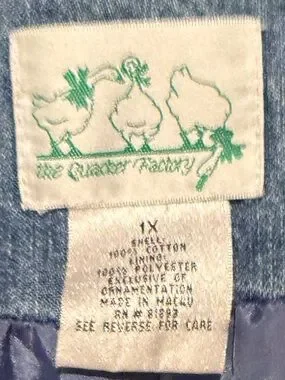 the Quacker Factory
1X
SHELL:
100% COTTON
LINING:
100% POLYESTER
EXCLUSIVE OF
ORNAMENTATION
MADE IN MACAU
RN # 81893
SEE REVERSE FOR CARE